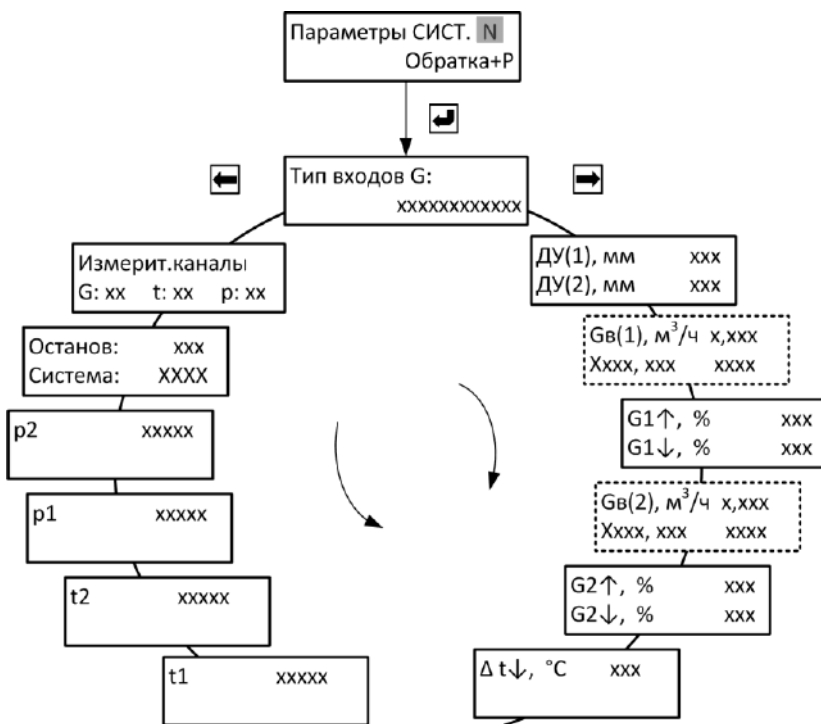 Параметры СИСТ. N
Обратка+Р
Тип входов G:
xxxxxxxxxxxx
Измерит.каналы
G: xx t: xx p: xx
Останов: xxx
Система: XXXX
p2 xxxxx
p1 xxxxx
t2 xxxxx
t1 xxxxx
ДУ(1), мм xxx
ДУ(2), мм xxx
Gв(1), м³/ч x,xxx
Xxxx, xxx xxxx
G1↑, % xxx
G1↓, % xxx
Gв(2), м³/ч x,xxx
Xxxx, xxx xxxx
G2↑, % xxx
G2↓, % xxx
Δ t↓, °C xxx